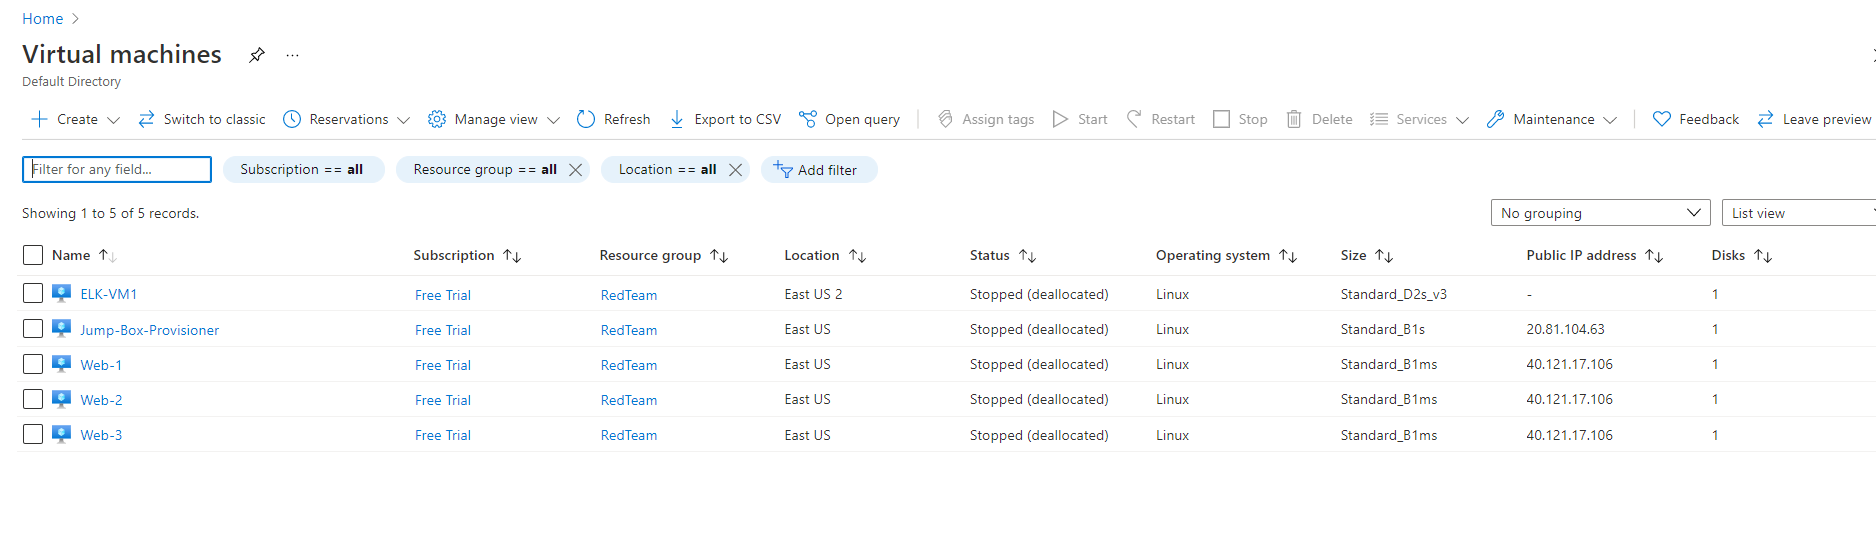 Home
Virtual machines ...
Default Directory
Create Switch to classic Reservations Manage view Refresh Export to CSV Open query Assign tags Start Restart Stop Delete Services Maintenance Feedback Leave preview
Filter for any field... Subscription == all Resource group == all Location == all Add filter
Showing 1 to 5 of 5 records. No grouping List view
Name Subscription Resource group Location Status Operating system Size Public IP address Disks
ELK-VM1 Free Trial RedTeam East US 2 Stopped (deallocated) Linux Standard_D2s_v3 - 1
Jump-Box-Provisioner Free Trial RedTeam East US Stopped (deallocated) Linux Standard_B1s 20.81.104.63 1
Web-1 Free Trial RedTeam East US Stopped (deallocated) Linux Standard_B1ms 40.121.17.106 1
Web-2 Free Trial RedTeam East US Stopped (deallocated) Linux Standard_B1ms 40.121.17.106 1
Web-3 Free Trial RedTeam East US Stopped (deallocated) Linux Standard_B1ms 40.121.17.106 1